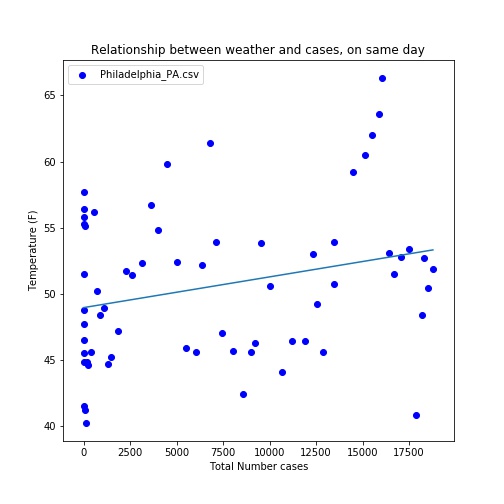 Relationship between weather and cases, on same day
Philadelphia_PA.csv
65
60
55
50
45
40
Temperature (F)
0 2500 5000 7500 10000 12500 15000 17500
Total Number cases